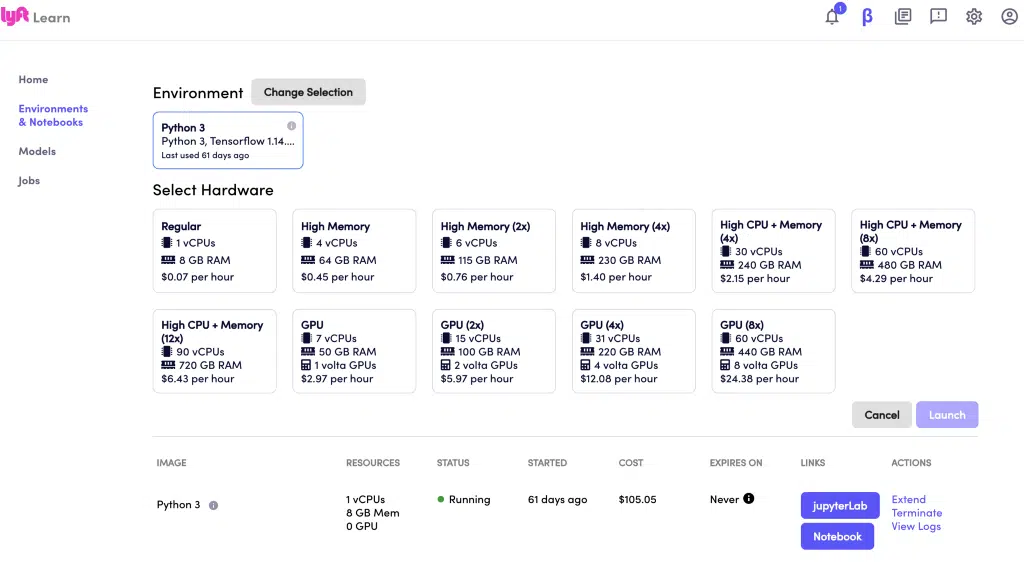 lyft Learn
1
β
Home
Environments
& Notebooks
Models
Jobs
Environment
Change Selection
Python 3
Python 3, Tensorflow 1.14....
Last used 61 days ago
Select Hardware
Regular
1 vCPUs
8 GB RAM
$0.07 per hour
High Memory
4 vCPUs
64 GB RAM
$0.45 per hour
High Memory (2x)
6 vCPUs
115 GB RAM
$0.76 per hour
High Memory (4x)
8 vCPUs
230 GB RAM
$1.40 per hour
High CPU + Memory
(4x)
30 vCPUs
240 GB RAM
$2.15 per hour
High CPU + Memory
(8x)
60 vCPUs
480 GB RAM
$4.29 per hour
High CPU + Memory
(12x)
90 vCPUs
720 GB RAM
$6.43 per hour
GPU
7 vCPUs
50 GB RAM
1 volta GPUs
$2.97 per hour
GPU (2x)
15 vCPUs
100 GB RAM
2 volta GPUs
$5.97 per hour
GPU (4x)
31 vCPUs
220 GB RAM
4 volta GPUs
$12.08 per hour
GPU (8x)
60 vCPUs
440 GB RAM
8 volta GPUs
$24.38 per hour
Cancel
Launch
IMAGE RESOURCES STATUS STARTED COST EXPIRES ON LINKS ACTIONS
Python 3
1 vCPUs
8 GB Mem
0 GPU
Running
61 days ago
$105.05
Never
jupyterLab
Notebook
Extend
Terminate
View Logs